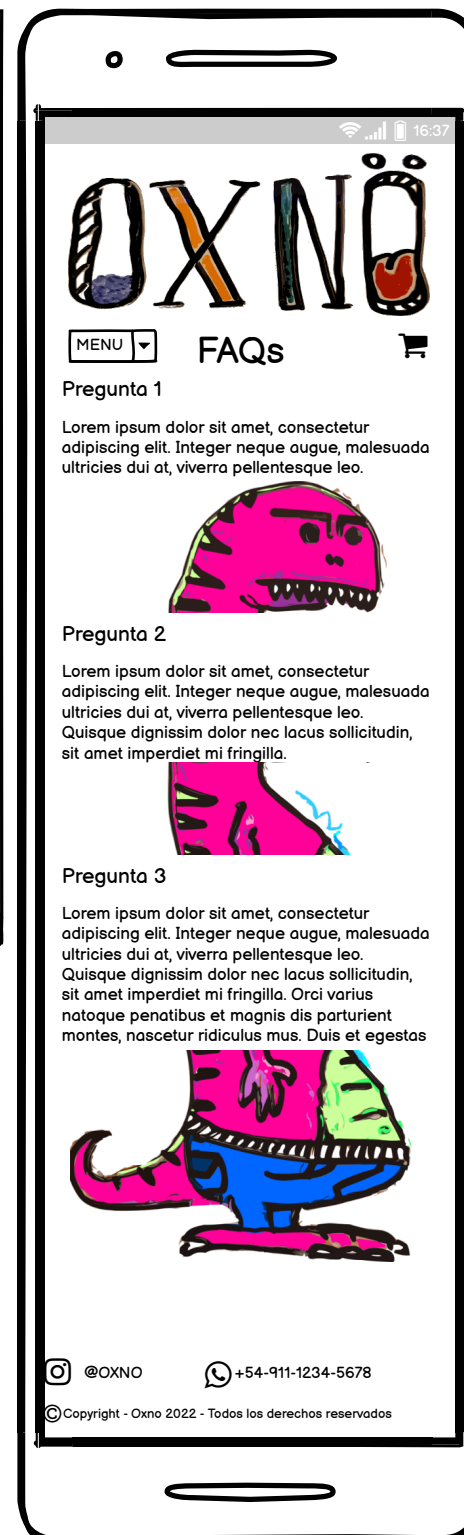 16:37
OXNÖ
MENU
FAQs
Pregunta 1
Lorem ipsum dolor sit amet, consectetur
adipiscing elit. Integer neque augue, malesuada
ultricies dui at, viverra pellentesque leo.
Pregunta 2
Lorem ipsum dolor sit amet, consectetur
adipiscing elit. Integer neque augue, malesuada
ultricies dui at, viverra pellentesque leo.
Quisque dignissim dolor nec lacus sollicitudin,
sit amet imperdiet mi fringilla.
Pregunta 3
Lorem ipsum dolor sit amet, consectetur
adipiscing elit. Integer neque augue, malesuada
ultricies dui at, viverra pellentesque leo.
Quisque dignissim dolor nec lacus sollicitudin,
sit amet imperdiet mi fringilla. Orci varius
natoque penatibus et magnis dis parturient
montes, nascetur ridiculus mus. Duis et egestas
@OXNO +54-911-1234-5678
©Copyright - Oxno 2022 - Todos los derechos reservados